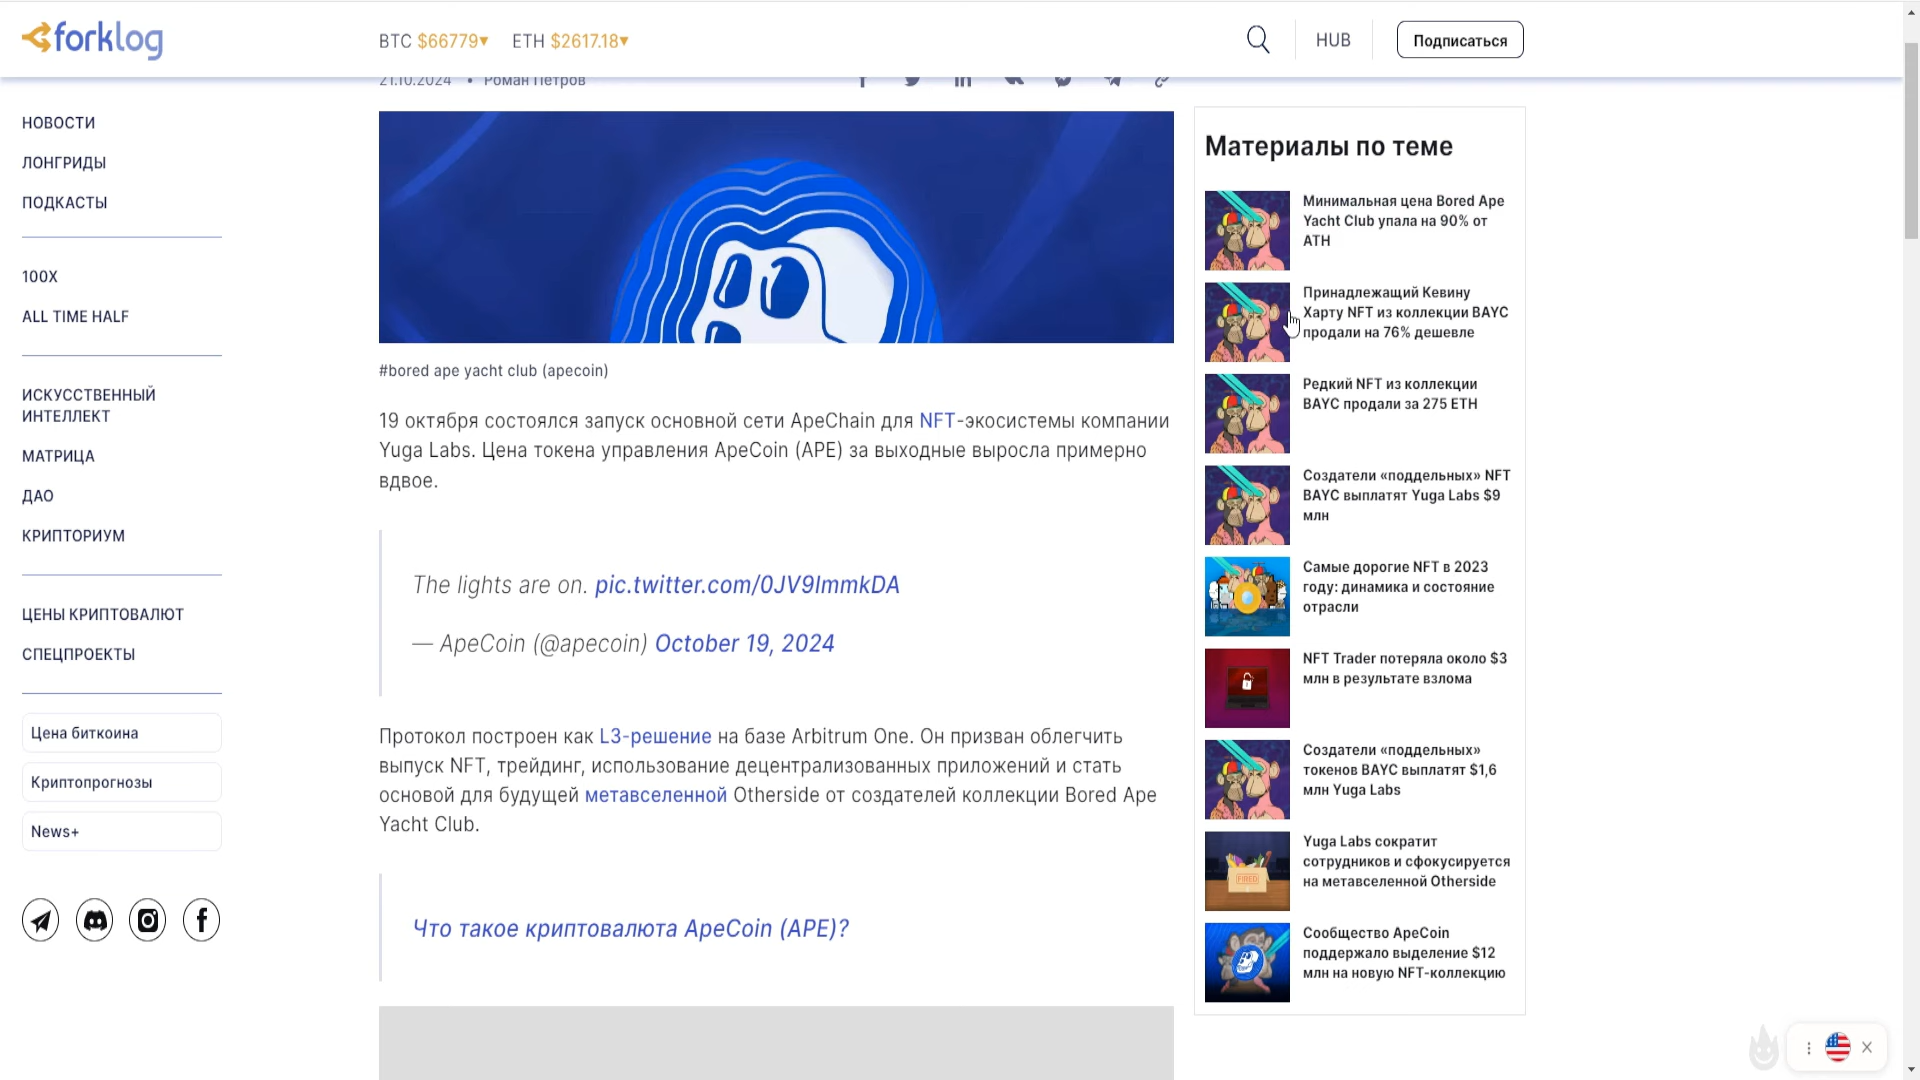 forklog
BTC $66779▼ ETH $2617.18▼
HUB
Подписаться
21.10.2024 • Роман Петров
НОВОСТИ
ЛОНГРИДЫ
ПОДКАСТЫ
100X
ALL TIME HALF
ИСКУССТВЕННЫЙ
ИНТЕЛЛЕКТ
МАТРИЦА
ДАО
КРИПТОРИУМ
ЦЕНЫ КРИПТОВАЛЮТ
СПЕЦПРОЕКТЫ
Цена биткоина
Криптопрогнозы
News+
#bored ape yacht club (apecoin)
19 октября состоялся запуск основной сети ApeChain для NFT-экосистемы компании
Yuga Labs. Цена токена управления ApeCoin (APE) за выходные выросла примерно
вдвое.
The lights are on. pic.twitter.com/0JV9ImmkDA
— ApeCoin (@apecoin) October 19, 2024
Протокол построен как L3-решение на базе Arbitrum One. Он призван облегчить
выпуск NFT, трейдинг, использование децентрализованных приложений и стать
основой для будущей метавселенной Otherside от создателей коллекции Bored Ape
Yacht Club.
Что такое криптовалюта ApeCoin (APE)?
Материалы по теме
Минимальная цена Bored Ape
Yacht Club упала на 90% от
ATH
Принадлежащий Кевину
Харту NFT из коллекции BAYC
продали на 76% дешевле
Редкий NFT из коллекции
BAYC продали за 275 ETH
Создатели «поддельных» NFT
BAYC выплатят Yuga Labs $9
млн
Самые дорогие NFT в 2023
году: динамика и состояние
отрасли
NFT Trader потеряла около $3
млн в результате взлома
Создатели «поддельных»
токенов BAYC выплатят $1,6
млн Yuga Labs
FIRED
Yuga Labs сократит
сотрудников и сфокусируется
на метавселенной Otherside
Сообщество ApeCoin
поддержало выделение $12
млн на новую NFT-коллекцию